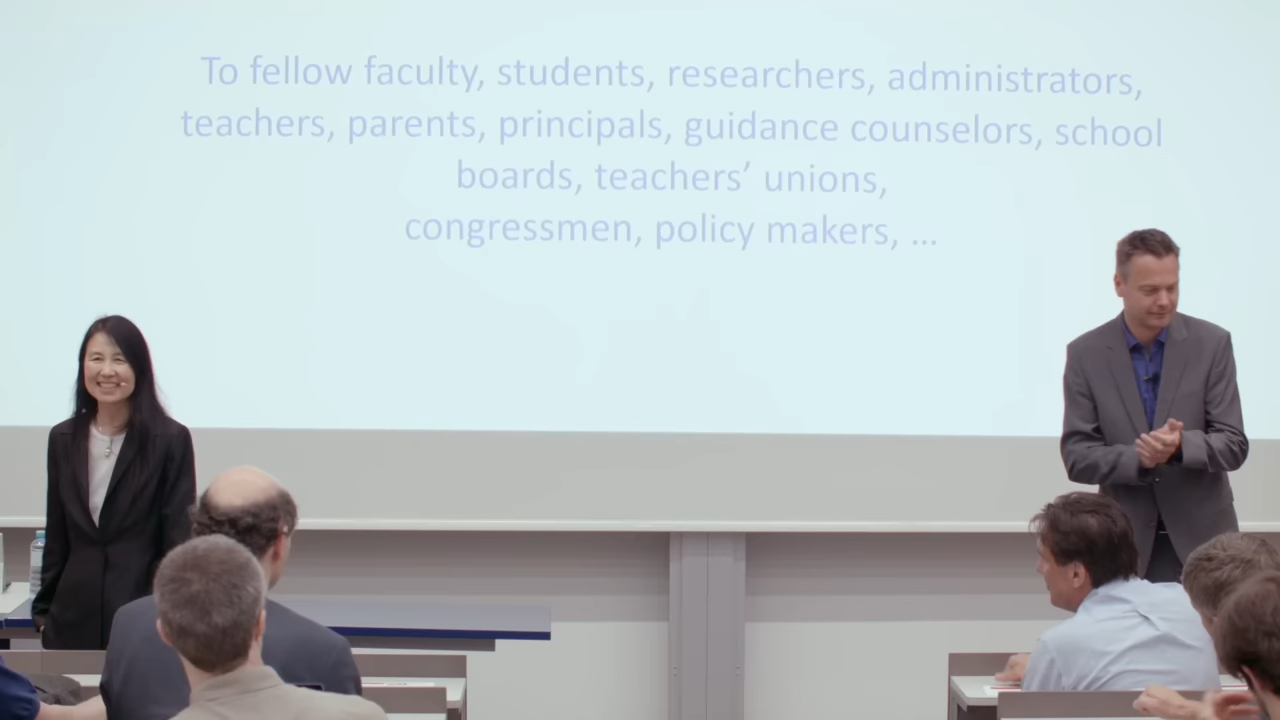 To fellow faculty, students, researchers, administrators,
teachers, parents, principals, guidance counselors, school
boards, teachers’ unions,
congressmen, policy makers, ...